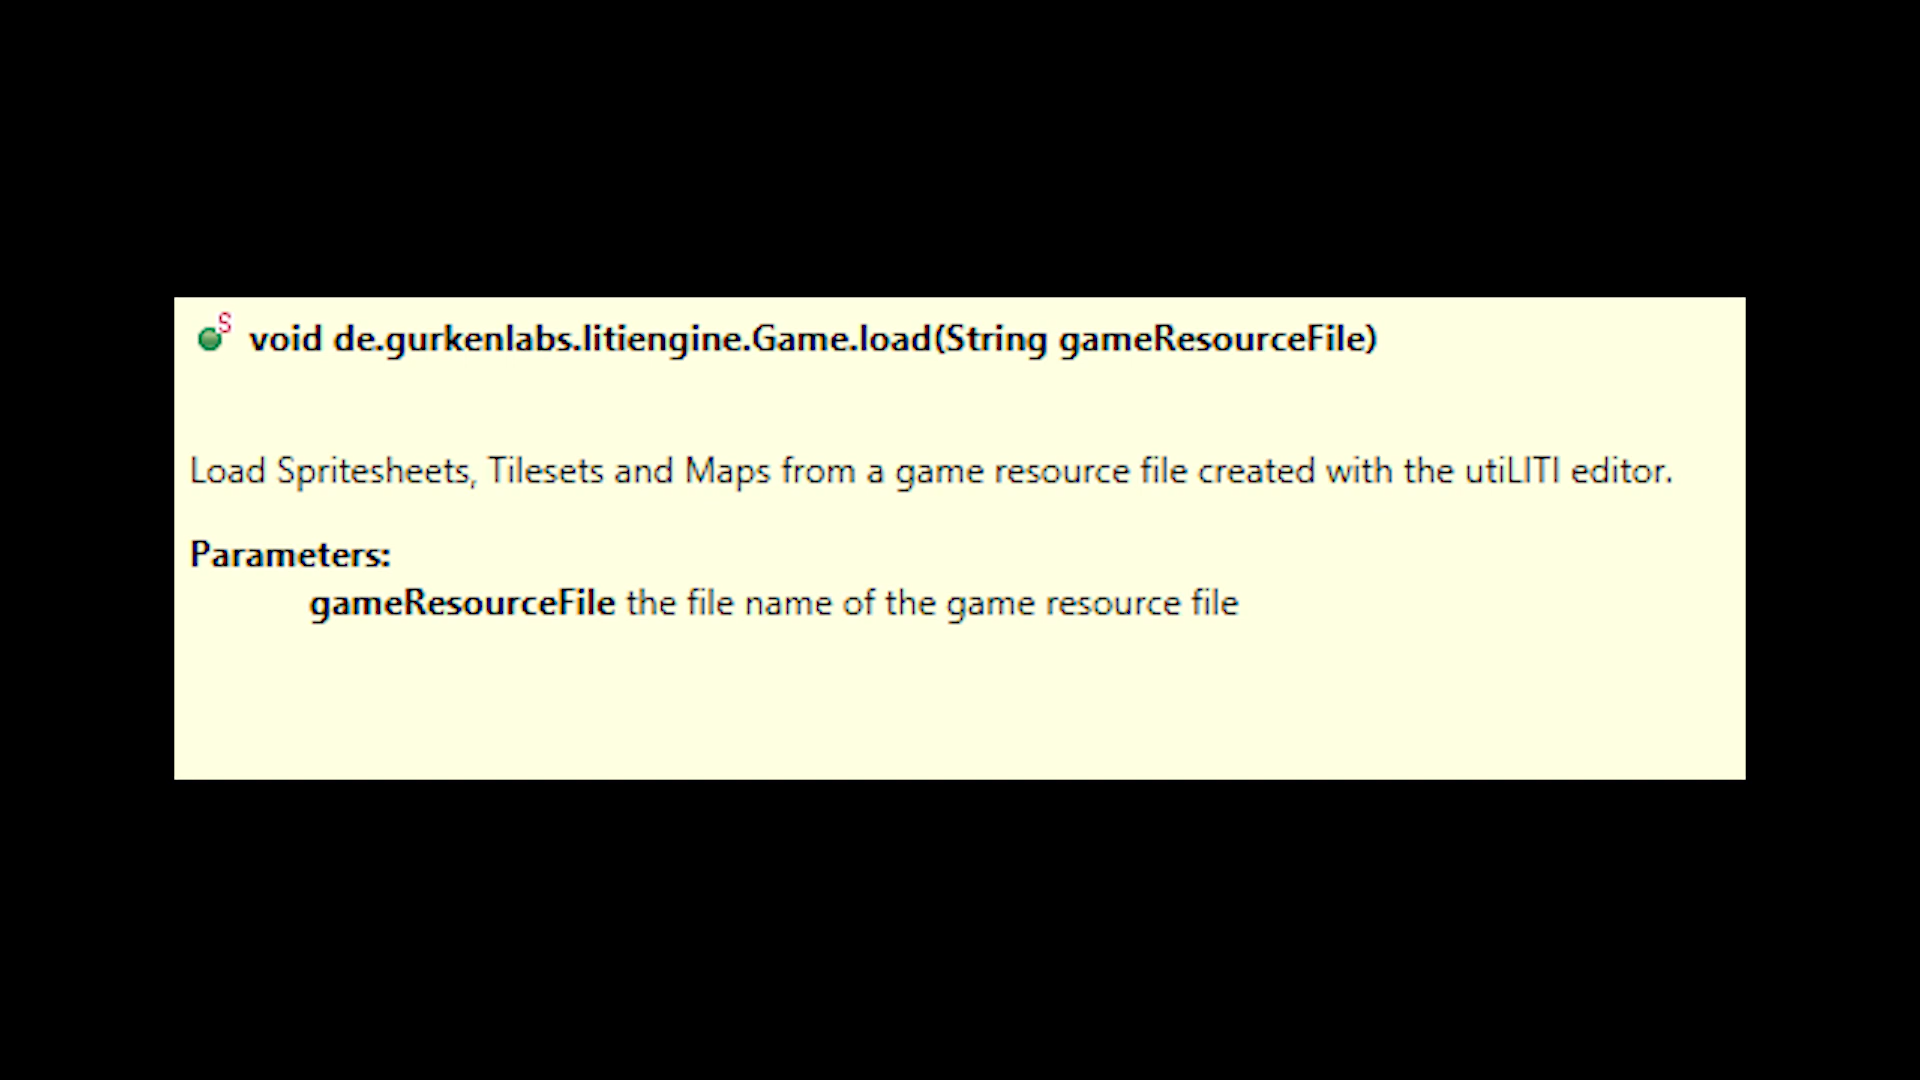 S
void de.gurkenlabs.litiengine.Game.load(String gameResourceFile)
Load Spritesheets, Tilesets and Maps from a game resource file created with the utiLITI editor.
Parameters:
gameResourceFile the file name of the game resource file